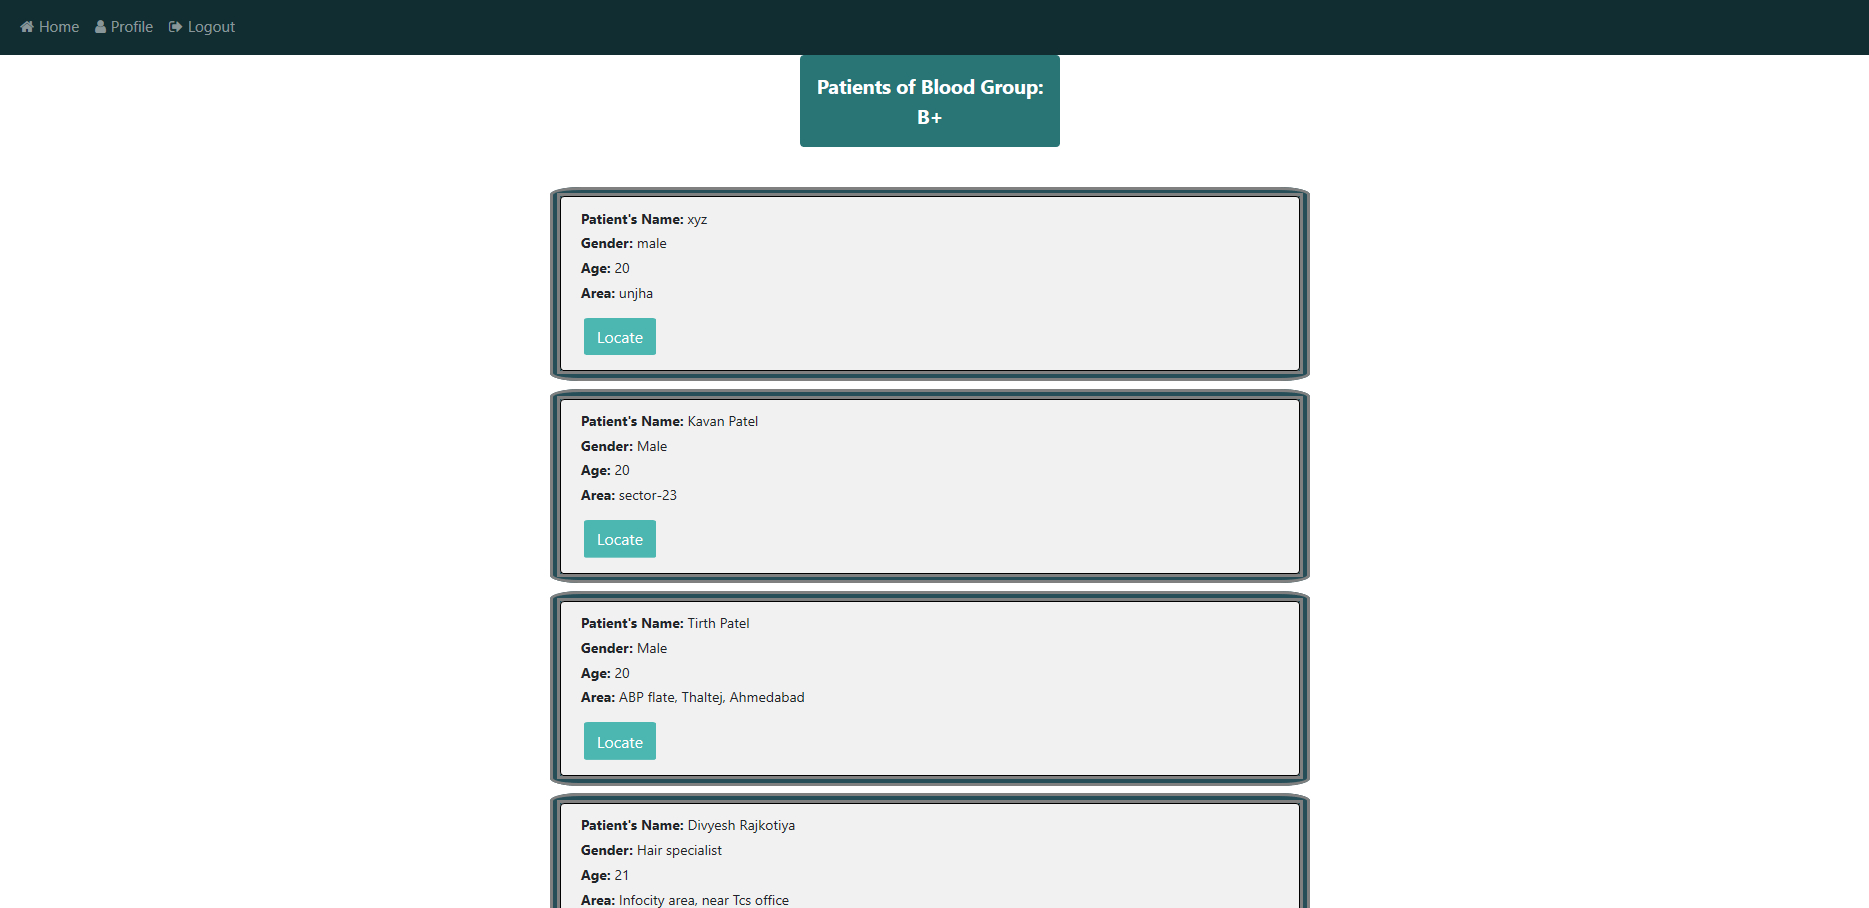 Home Profile Logout
Patients of Blood Group:
B+
Patient's Name: xyz
Gender: male
Age: 20
Area: unjha
Locate
Patient's Name: Kavan Patel
Gender: Male
Age: 20
Area: sector-23
Locate
Patient's Name: Tirth Patel
Gender: Male
Age: 20
Area: ABP flate, Thaltej, Ahmedabad
Locate
Patient's Name: Divyesh Rajkotiya
Gender: Hair specialist
Age: 21
Area: Infocity area, near Tcs office